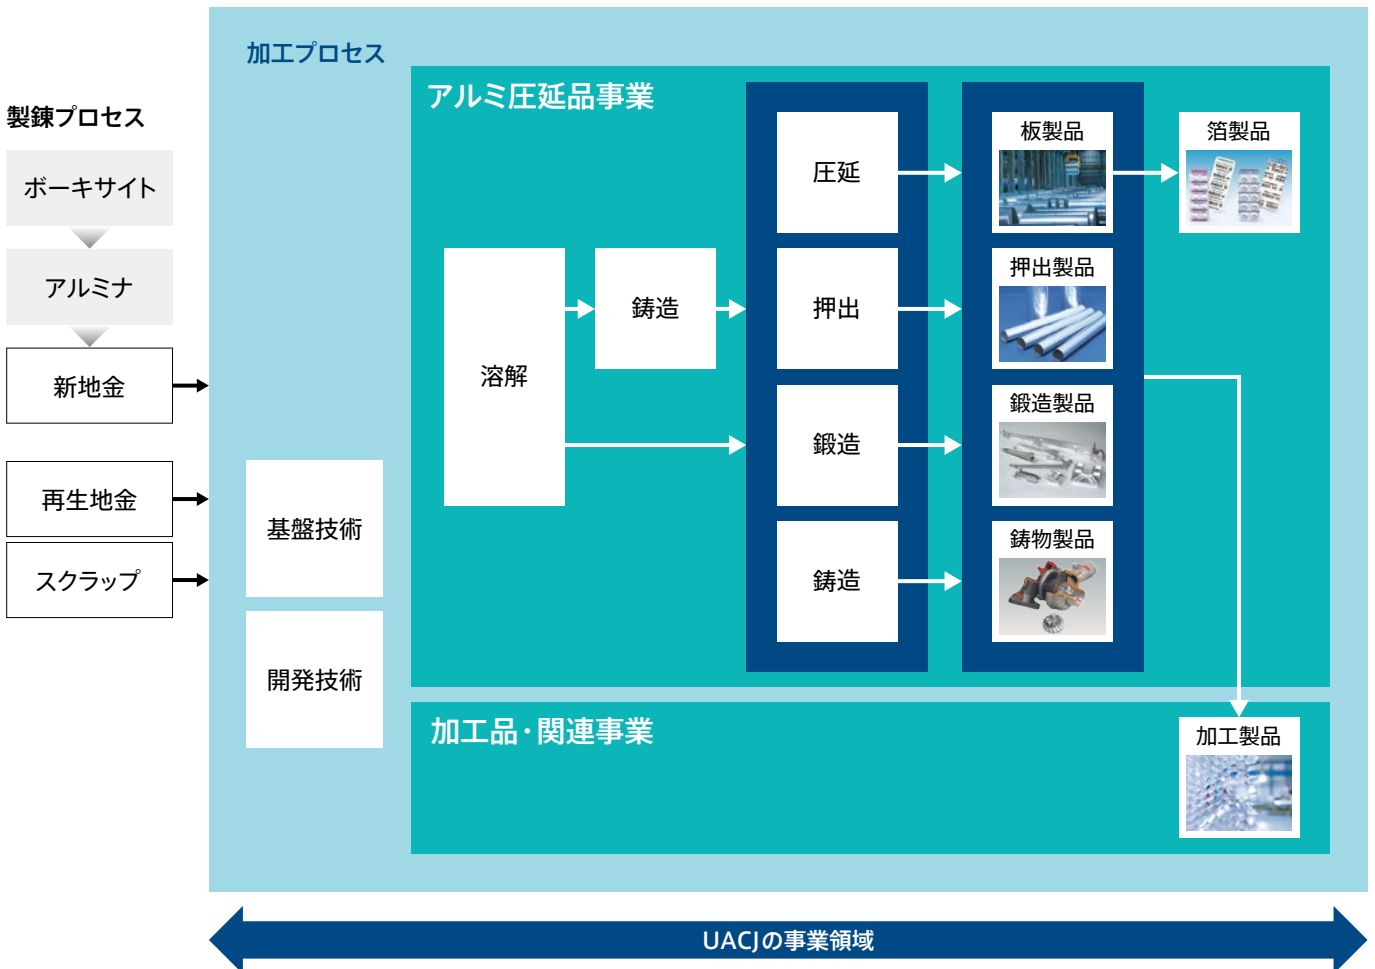 加工プロセス
製錬プロセス
ボーキサイト
アルミナ
新地金
再生地金
スクラップ
基盤技術
開発技術
アルミ圧延品事業
溶解
鋳造
圧延
押出
鍛造
鋳造
板製品
箔製品
押出製品
鍛造製品
鋳物製品
加工品・関連事業
加工製品
UACJの事業領域